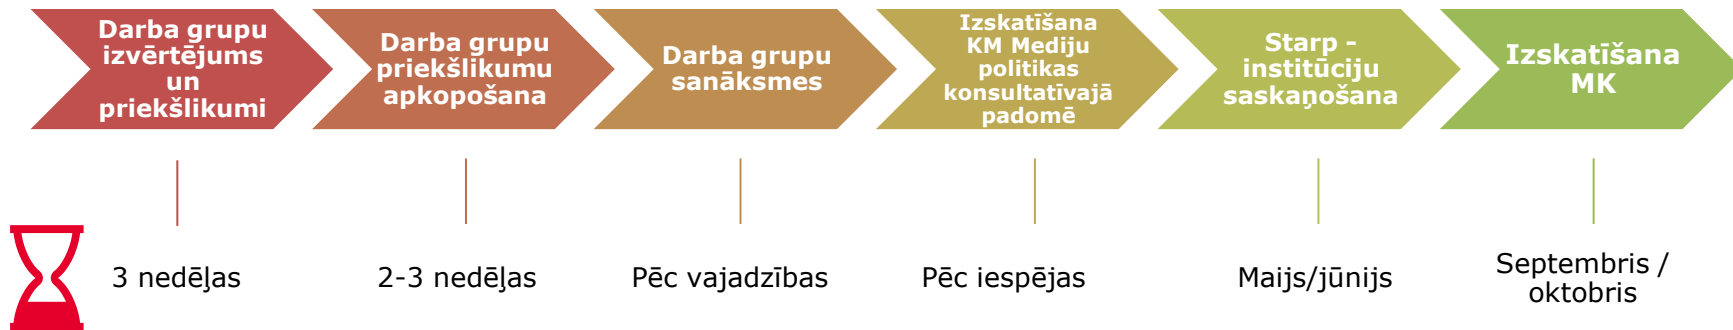 Darba grupu
izvērtējums
un
priekšlikumi
Darba grupu
priekšlikumu
apkopošana
Darba grupu
sanāksmes
Izskatīšana
KM Mediju
politikas
konsultatīvajā
padomē
Starp -
institūciju
saskaņošana
Izskatīšana
MK
3 nedēļas
2-3 nedēļas
Pēc vajadzības
Pēc iespējas
Maijs/jūnijs
Septembris /
oktobris